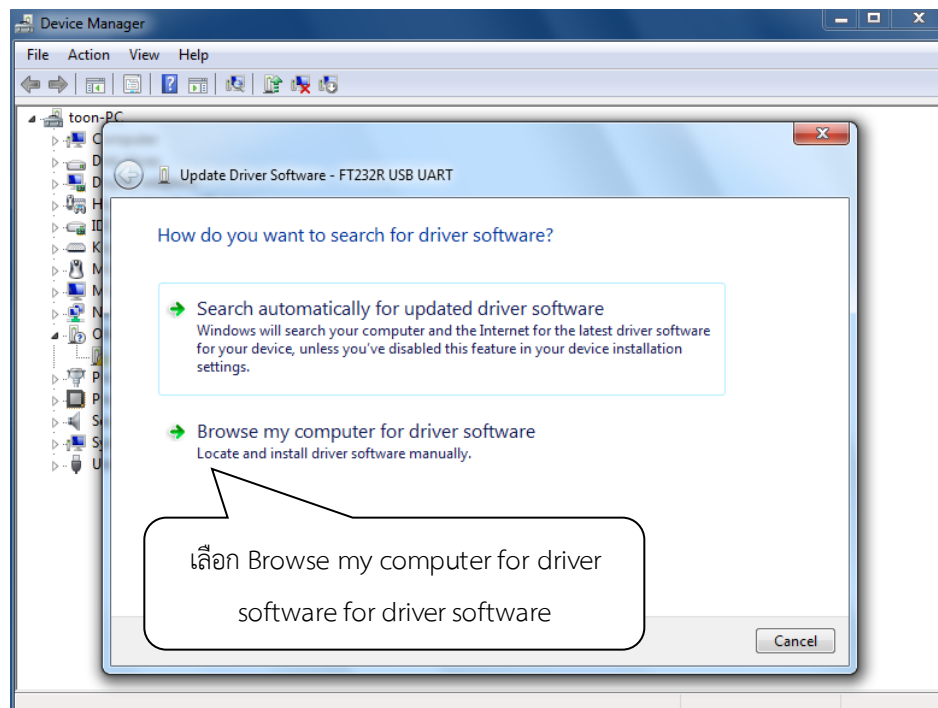 Device Manager
File Action View Help
toon-PC
Update Driver Software - FT232R USB UART
How do you want to search for driver software?
Search automatically for updated driver software
Windows will search your computer and the Internet for the latest driver software
for your device, unless you've disabled this feature in your device installation
settings.
Browse my computer for driver software
Locate and install driver software manually.
เลือก Browse my computer for driver
software for driver software
Cancel